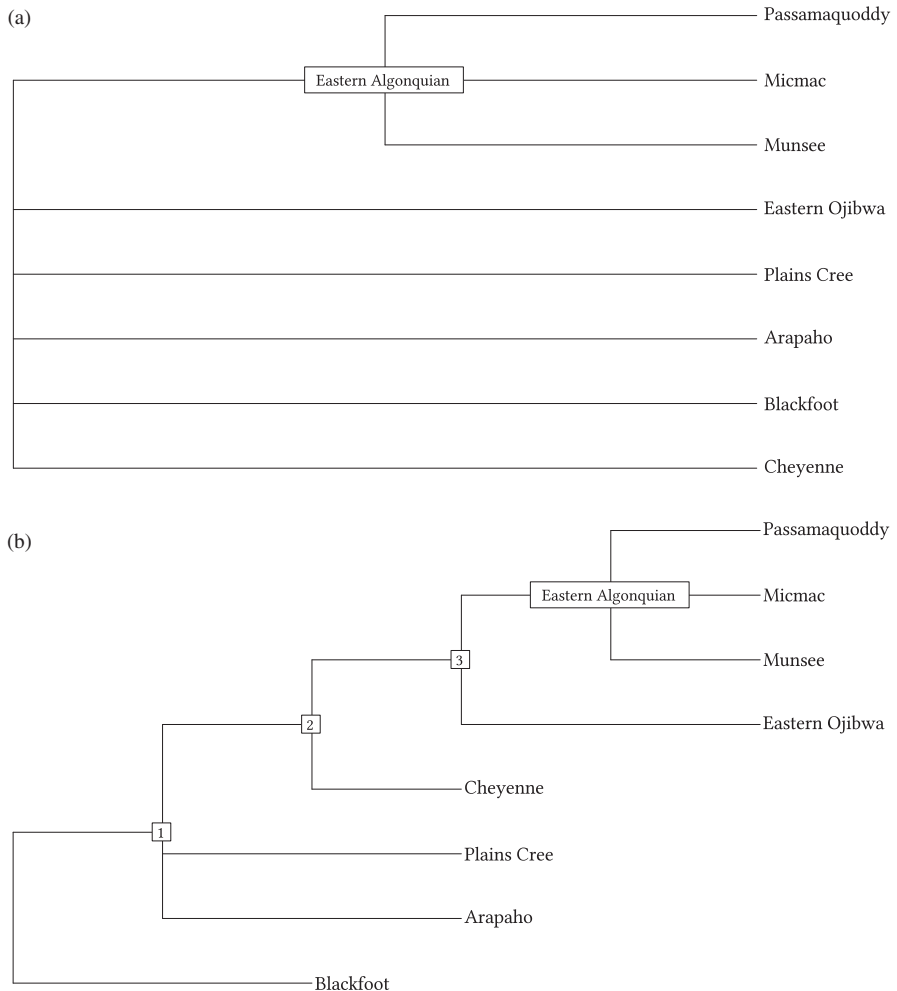 (a)
Passamaquoddy
Eastern Algonquian
Micmac
Munsee
Eastern Ojibwa
Plains Cree
Arapaho
Blackfoot
Cheyenne
(b)
Passamaquoddy
Eastern Algonquian
Micmac
3
Munsee
2
Eastern Ojibwa
Cheyenne
1
Plains Cree
Arapaho
Blackfoot